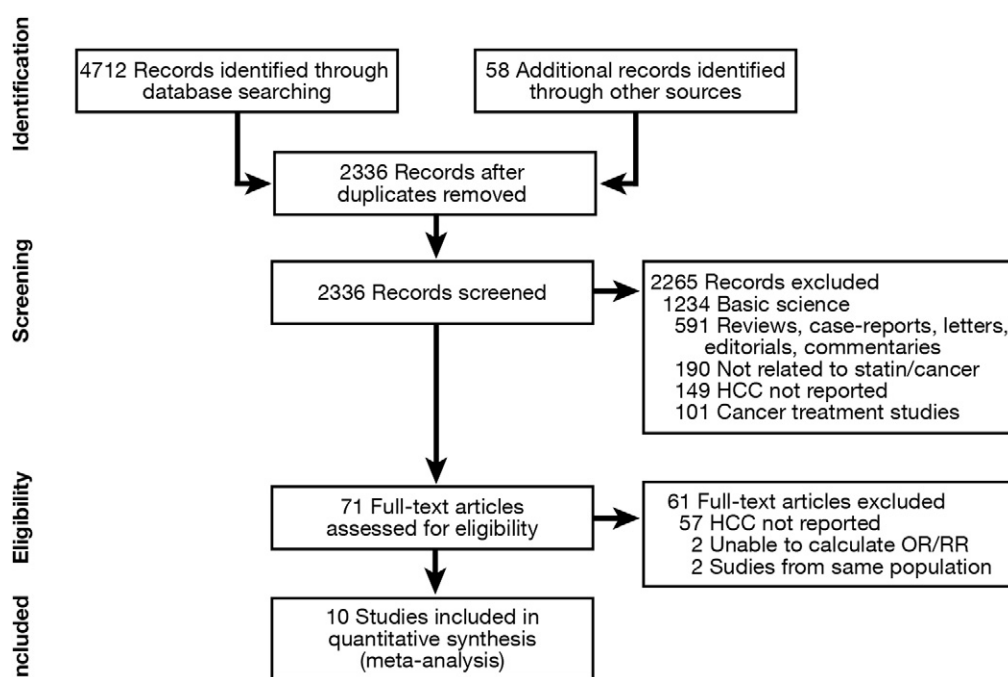 Identification
4712 Records identified through
database searching
58 Additional records identified
through other sources
2336 Records after
duplicates removed
Screening
2336 Records screened
2265 Records excluded
1234 Basic science
591 Reviews, case-reports, letters,
editorials, commentaries
190 Not related to statin/cancer
149 HCC not reported
101 Cancer treatment studies
Eligibility
71 Full-text articles
assessed for eligibility
61 Full-text articles excluded
57 HCC not reported
2 Unable to calculate OR/RR
2 Sudies from same population
ncluded
10 Studies included in
quantitative synthesis
(meta-analysis)